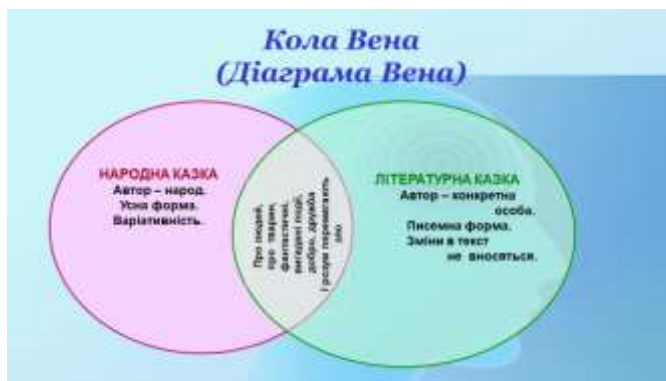 Кола Вена
(Діаграма Вена)
НАРОДНА КАЗКА
Автор – народ.
Усна форма.
Варіативність.
Про людей,
про тварин,
фантастичні,
вигадані події,
добро, дружба
і розум перемагають
зло
ЛІТЕРАТУРНА КАЗКА
Автор – конкретна
особа.
Писемна форма.
Зміни в текст
не вносяться.